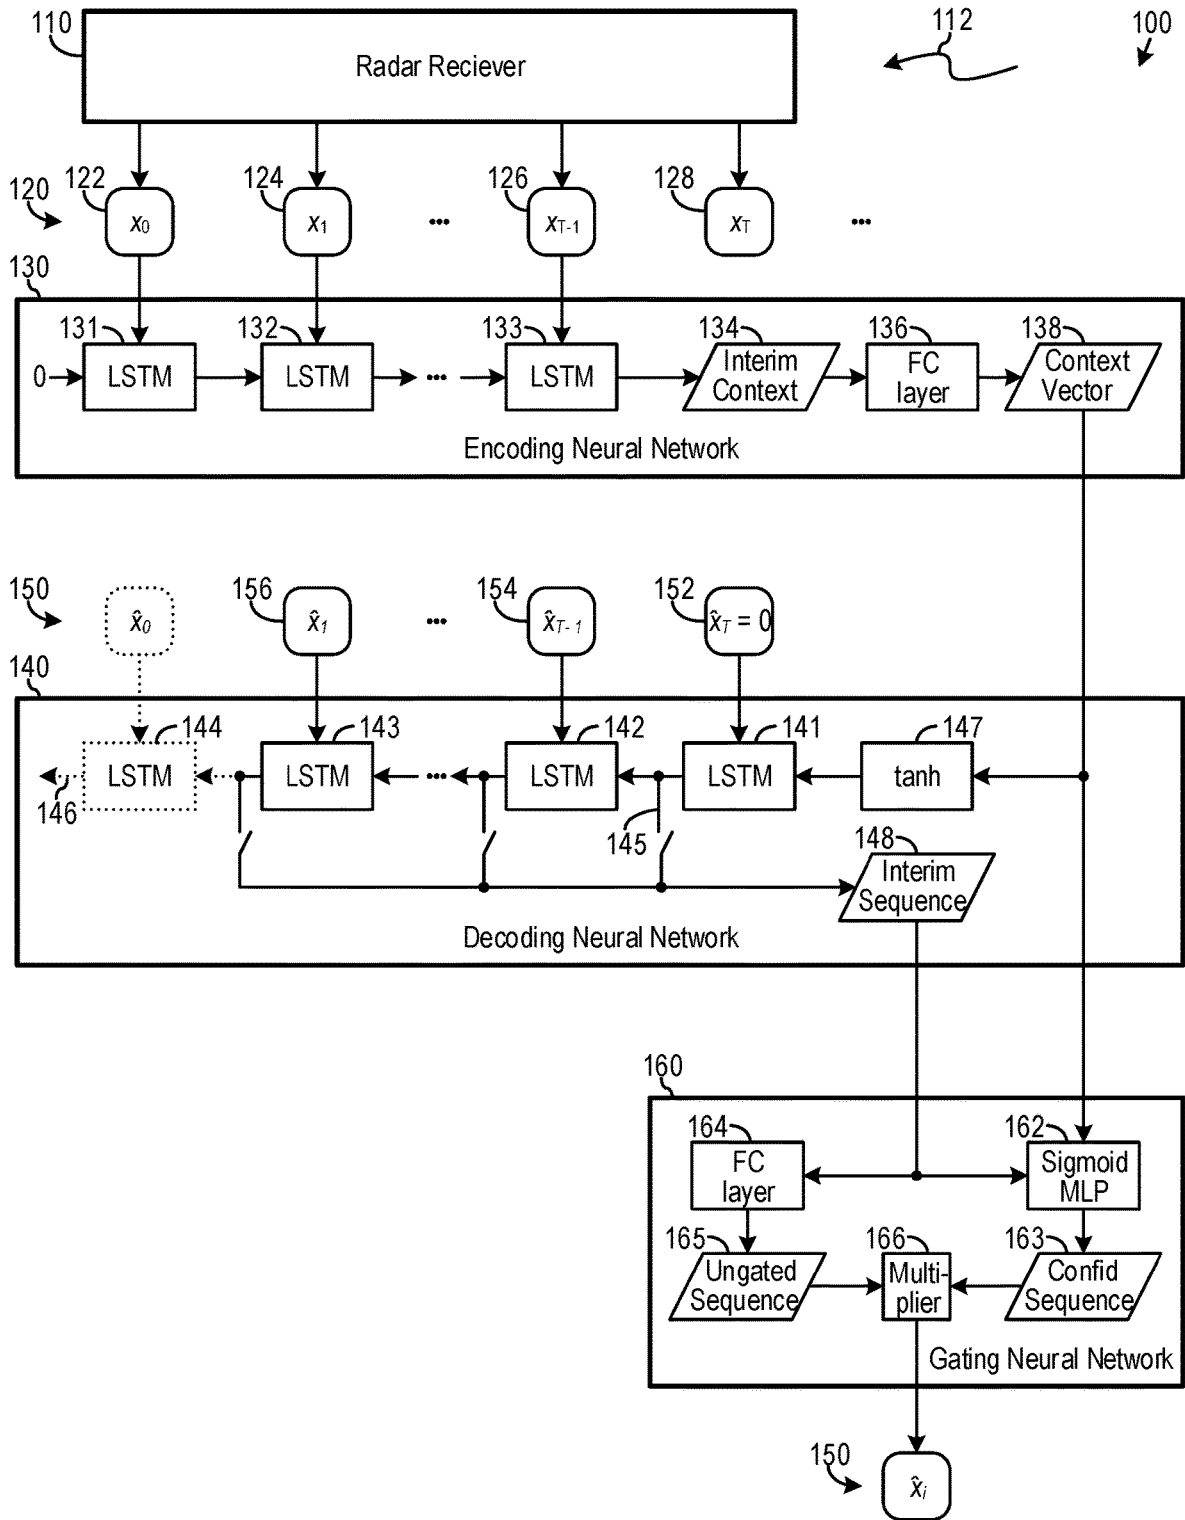 110
Radar Reciever
112
100
120
122
x0
124
x1
...
126
xT-1
128
xT
...
130
0
131
LSTM
132
LSTM
...
133
LSTM
134
Interim
Context
136
FC
layer
138
Context
Vector
Encoding Neural Network
150
x̂0
156
x̂1
...
154
x̂T-1
152
x̂T = 0
140
146
144
LSTM
143
LSTM
...
142
LSTM
141
LSTM
147
tanh
145
148
Interim
Sequence
Decoding Neural Network
160
164
FC
layer
162
Sigmoid
MLP
165
Ungated
Sequence
166
Multi-
plier
163
Confid
Sequence
Gating Neural Network
150
x̂i